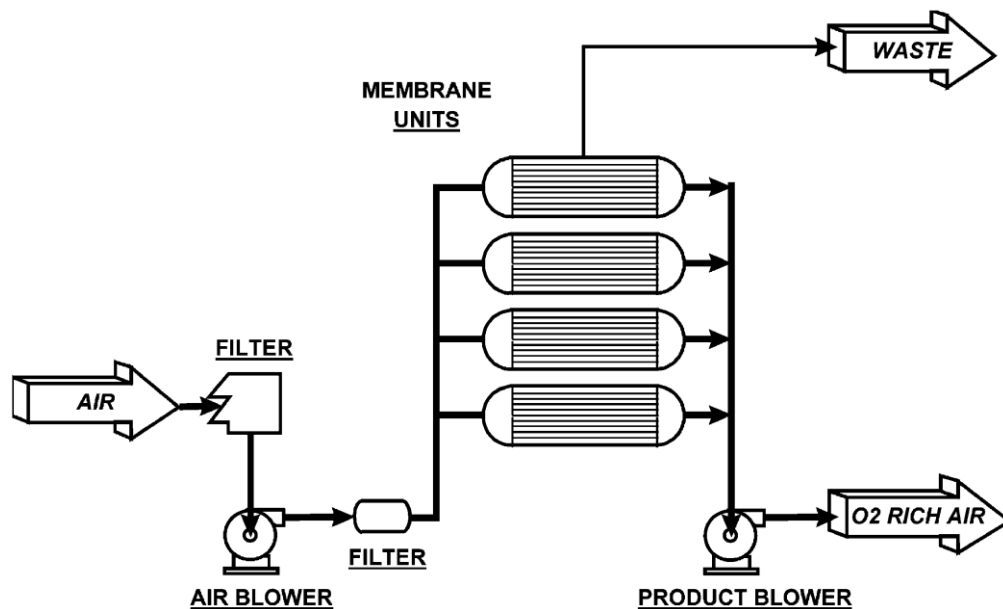 WASTE
MEMBRANE
UNITS
FILTER
AIR
O2 RICH AIR
FILTER
AIR BLOWER
PRODUCT BLOWER